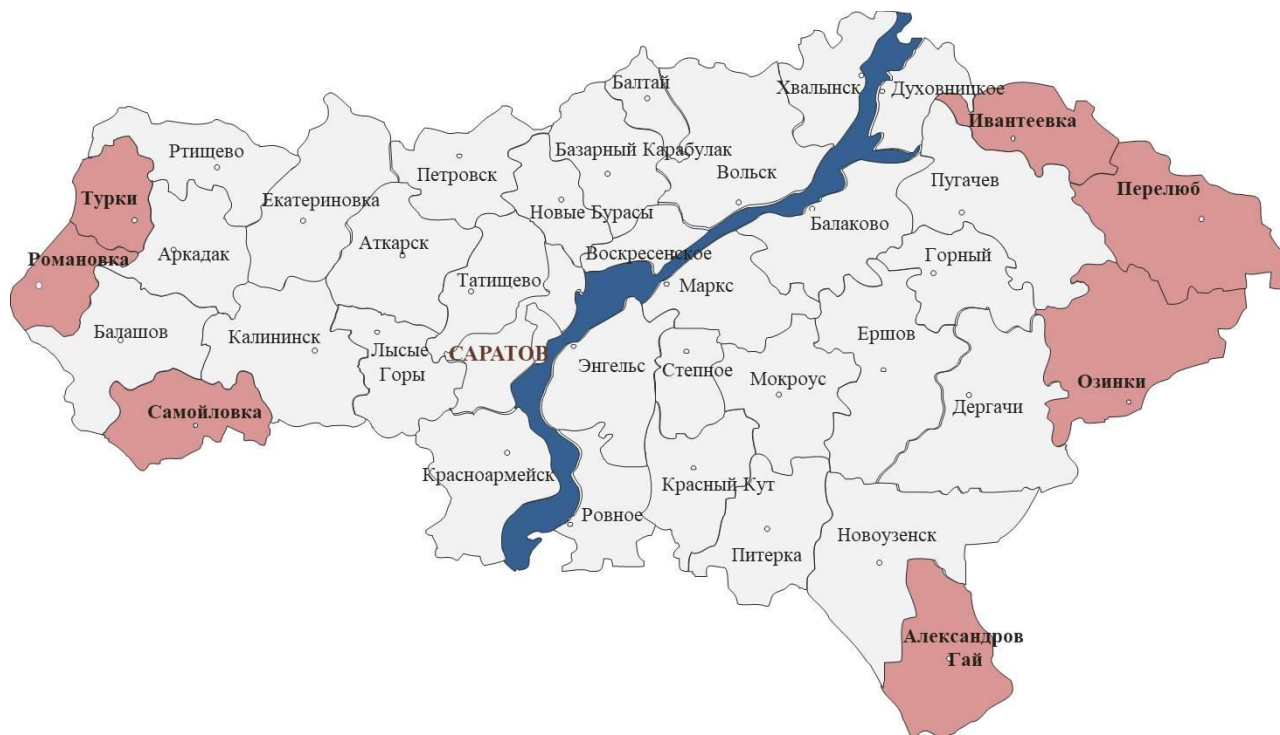 Балтай
Хвалынск
Духовницкое
Ивантеевка
Ртищево
Петровск
Базарный Карабулак
Вольск
Пугачев
Перелюб
Турки
Екатериновка
Новые Бурасы
Балаково
Аркадак
Аткарск
Воскресенское
Горный
Романовка
Татищево
Маркс
Балашов
Калининск
Лысые
Горы
САРАТОВ
Энгельс
Степное
Мокроус
Ершов
Озинки
Дергачи
Самойловка
Красноармейск
Красный Кут
Ровное
Питерка
Новоузенск
Александров
Гай